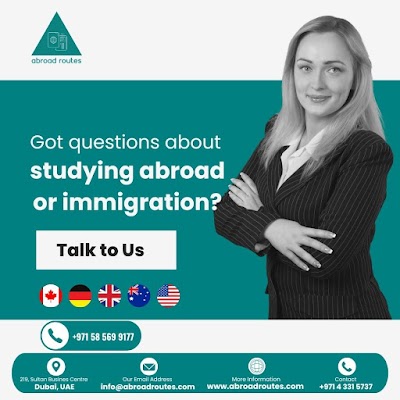 abroad routes
Got questions about
studying abroad
or immigration?
Talk to Us
+971 58 569 9177
219, Sultan Busines Centre
Dubai, UAE
Our Email Address
info@abroadroutes.com
More Information
www.abroadroutes.com
Contact
+971 4 331 5737